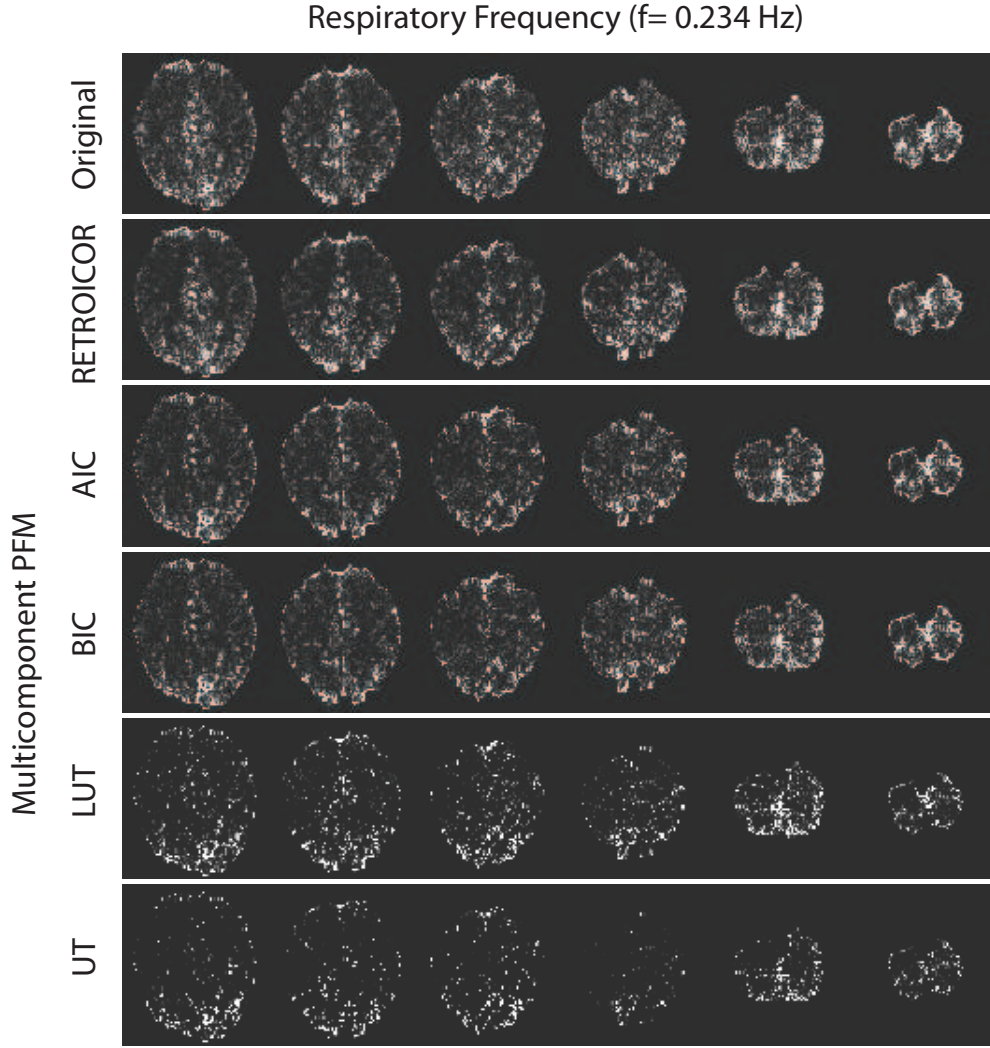 Respiratory Frequency (f= 0.234 Hz)
Original
RETROICOR
Multicomponent PFM
AIC
BIC
LUT
UT